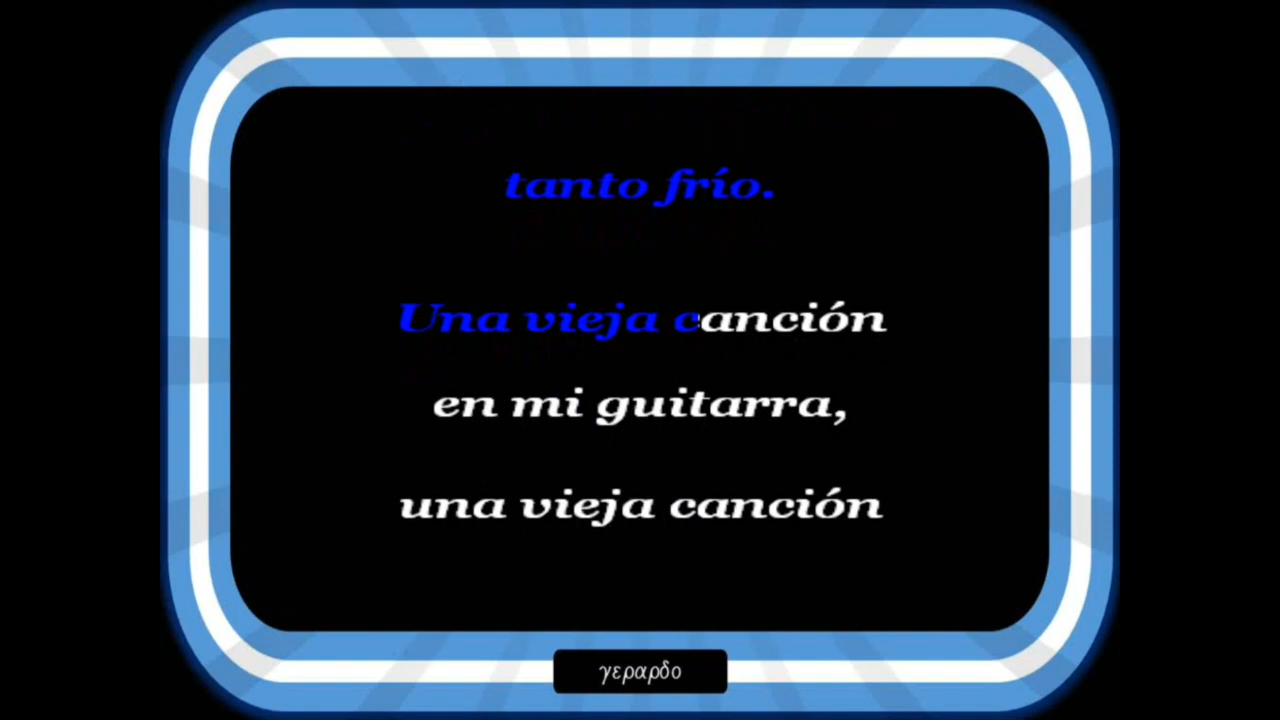 tanto frío.
Una vieja canción
en mi guitarra,
una vieja canción
γεραρδο